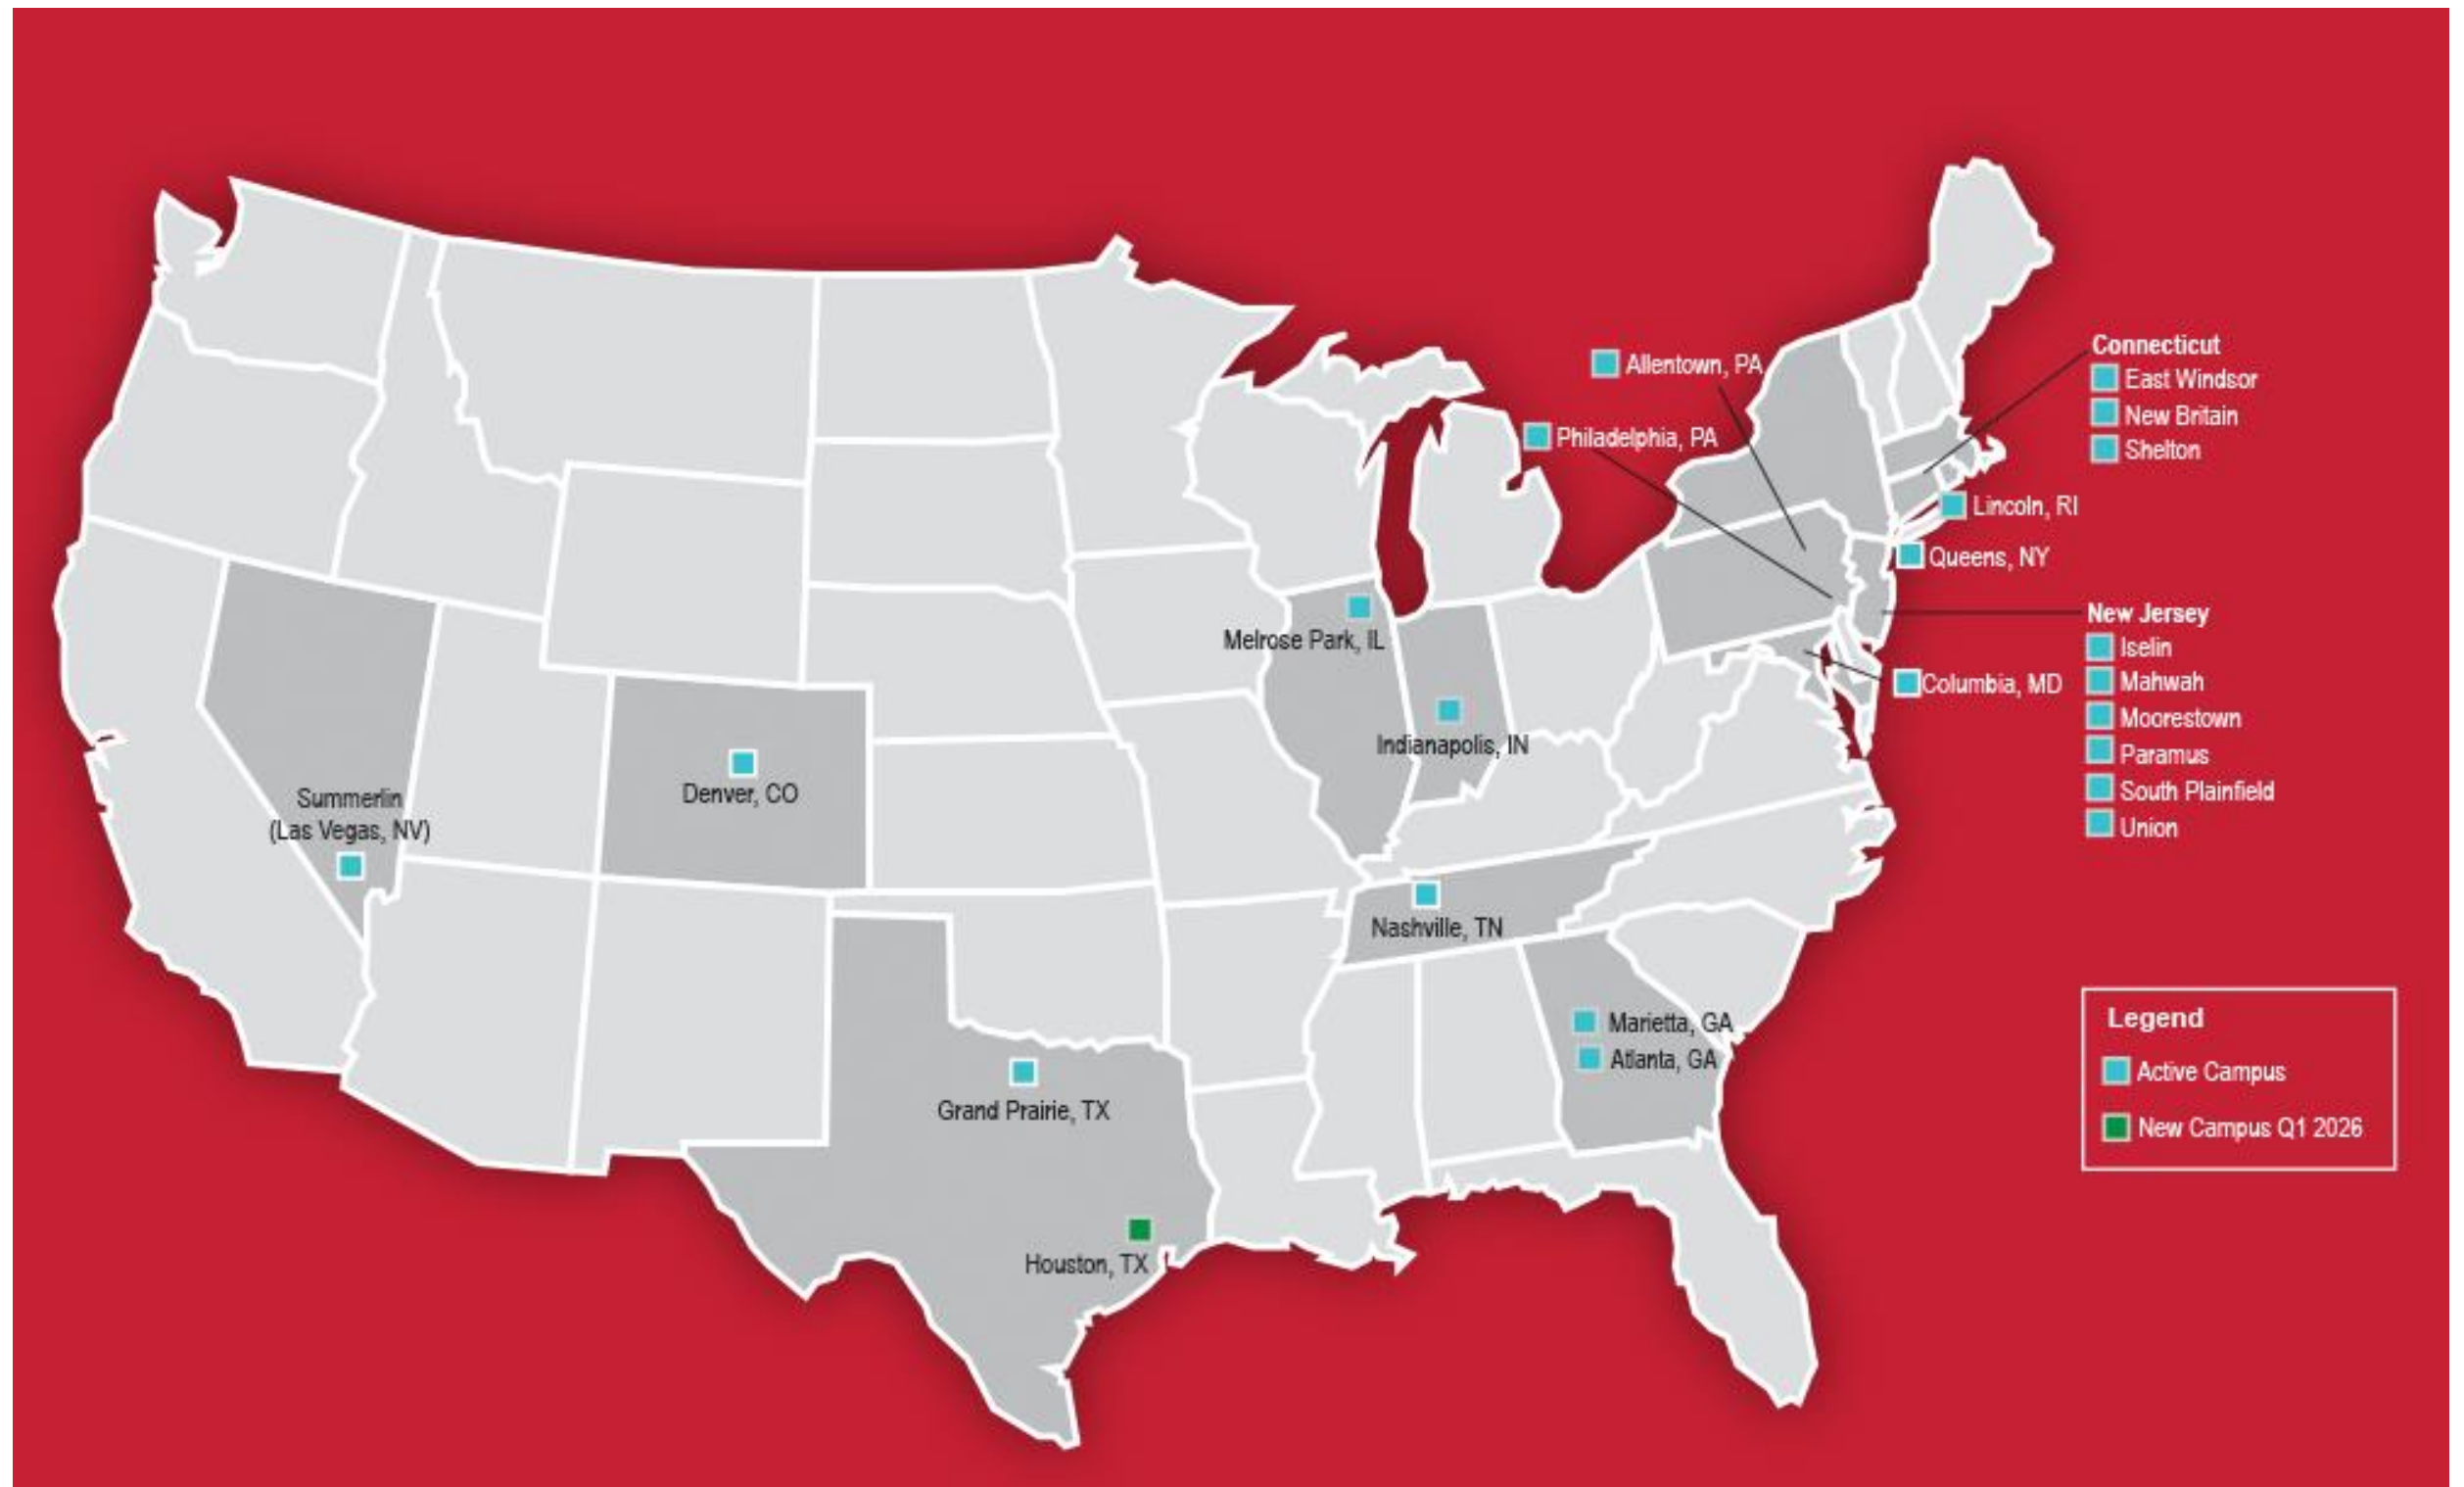 Allentown, PA
Philadelphia, PA
Connecticut
East Windsor
New Britain
Shelton
Lincoln, RI
Queens, NY
New Jersey
Iselin
Mahwah
Moorestown
Paramus
South Plainfield
Union
Columbia, MD
Melrose Park, IL
Indianapolis, IN
Denver, CO
Summerlin
(Las Vegas, NV)
Nashville, TN
Marietta, GA
Atlanta, GA
Grand Prairie, TX
Houston, TX
Legend
Active Campus
New Campus Q1 2026